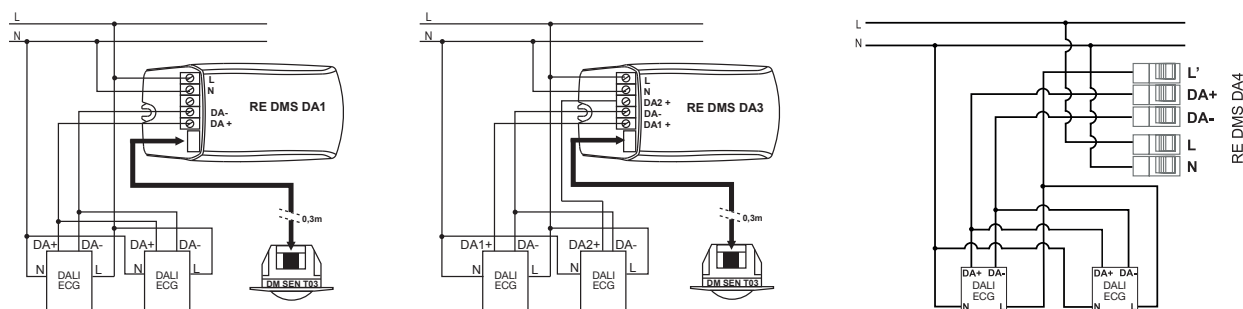 L
N
L
N
RE DMS DA1
DA-
DA +
0,3m
DA+ DA- DA+ DA-
N DALI ECG L N DALI ECG L
DM SEN T03
L
N
L
N
DA2 +
RE DMS DA3
DA-
DA1 +
0,3m
DA1+ DA- DA2+ DA-
N DALI ECG L N DALI ECG L
DM SEN T03
L
N
L'
DA+
DA-
L
N
RE DMS DA4
DA+ DA- DA+ DA-
DALI ECG DALI ECG
N L N L